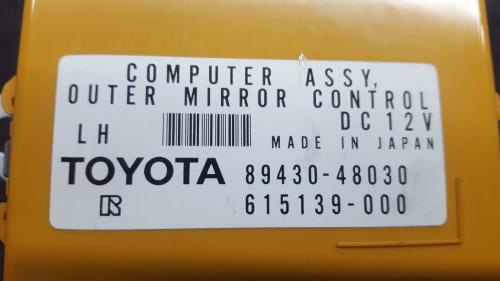 COMPUTER ASSY,
OUTER MIRROR CONTROL
LH DC12V
MADE IN JAPAN
TOYOTA 89430-48030
615139-000